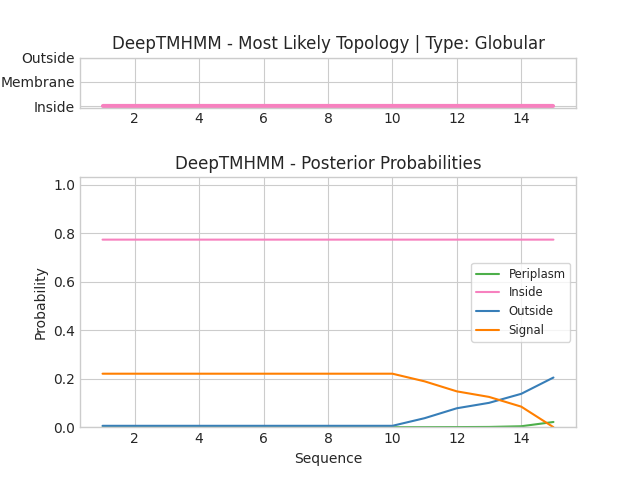 DeepTMHMM - Most Likely Topology | Type: Globular
Outside
Membrane
Inside
2 4 6 8 10 12 14
DeepTMHMM - Posterior Probabilities
1.0
0.8
0.6
0.4
0.2
0.0
Probability
Periplasm
Inside
Outside
Signal
2 4 6 8 10 12 14
Sequence